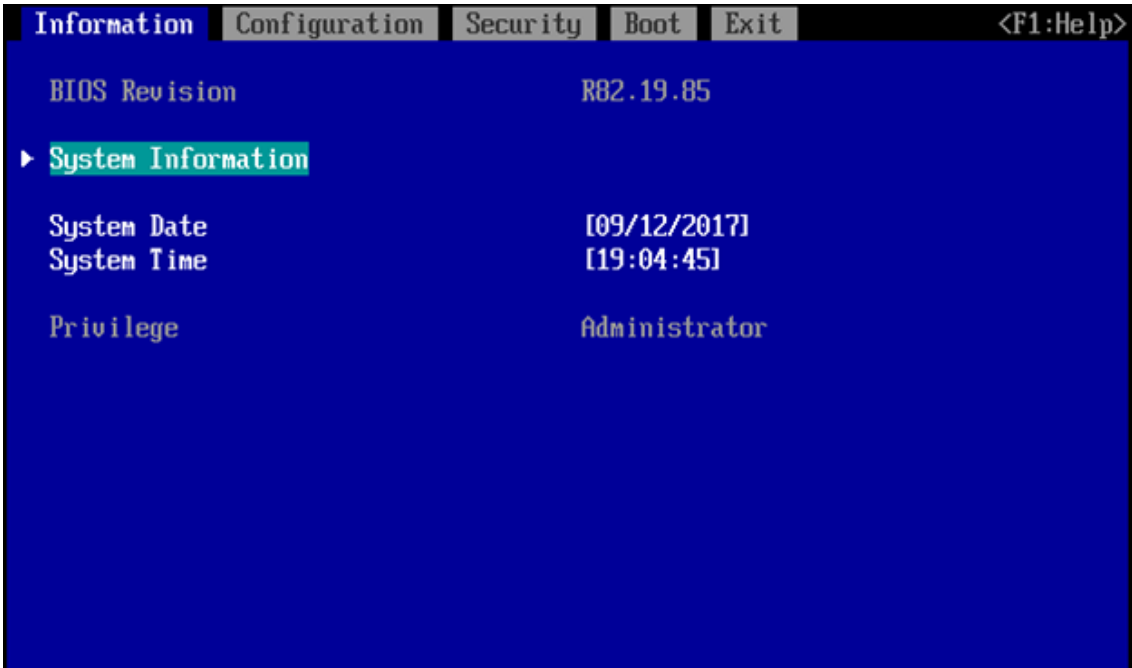 Information Configuration Security Boot Exit <F1:Help>
BIOS Revision R82.19.85
System Information
System Date [09/12/2017]
System Time [19:04:45]
Privilege Administrator